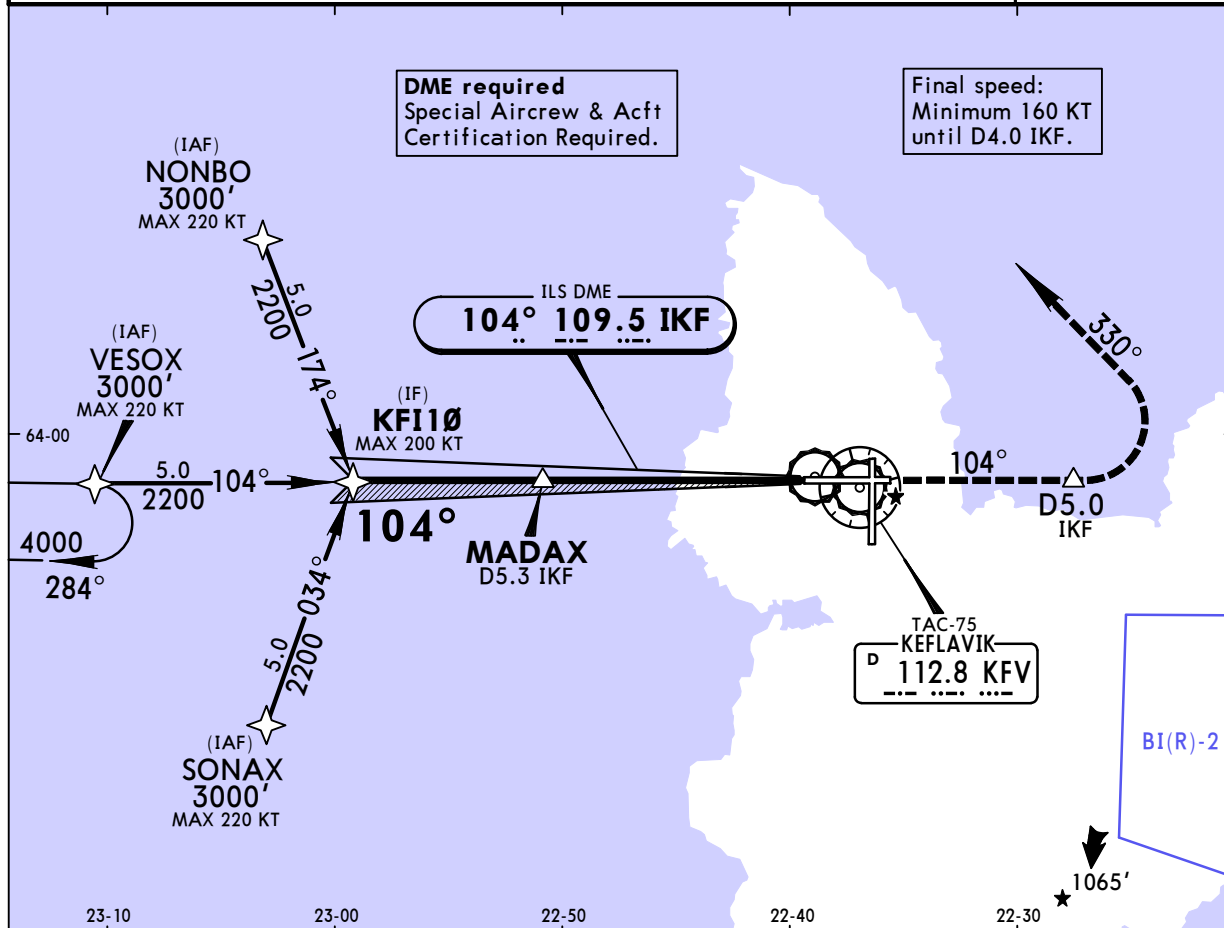 DME required
Special Aircrew & Acft
Certification Required.
Final speed:
Minimum 160 KT
until D4.0 IKF.
(IAF)
NONBO
3000'
MAX 220 KT
5.0
2200
174°
ILS DME
104° 109.5 IKF
(IAF)
VESOX
3000'
MAX 220 KT
(IF)
KFI1Ø
MAX 200 KT
330°
64-00
5.0
2200
104°
104°
104°
D5.0
IKF
4000
284°
MADAX
D5.3 IKF
034°
5.0
2200
TAC-75
KEFLAVIK
D 112.8 KFV
(IAF)
SONAX
3000'
MAX 220 KT
BI(R)-2
1065'
23-10
23-00
22-50
22-40
22-30